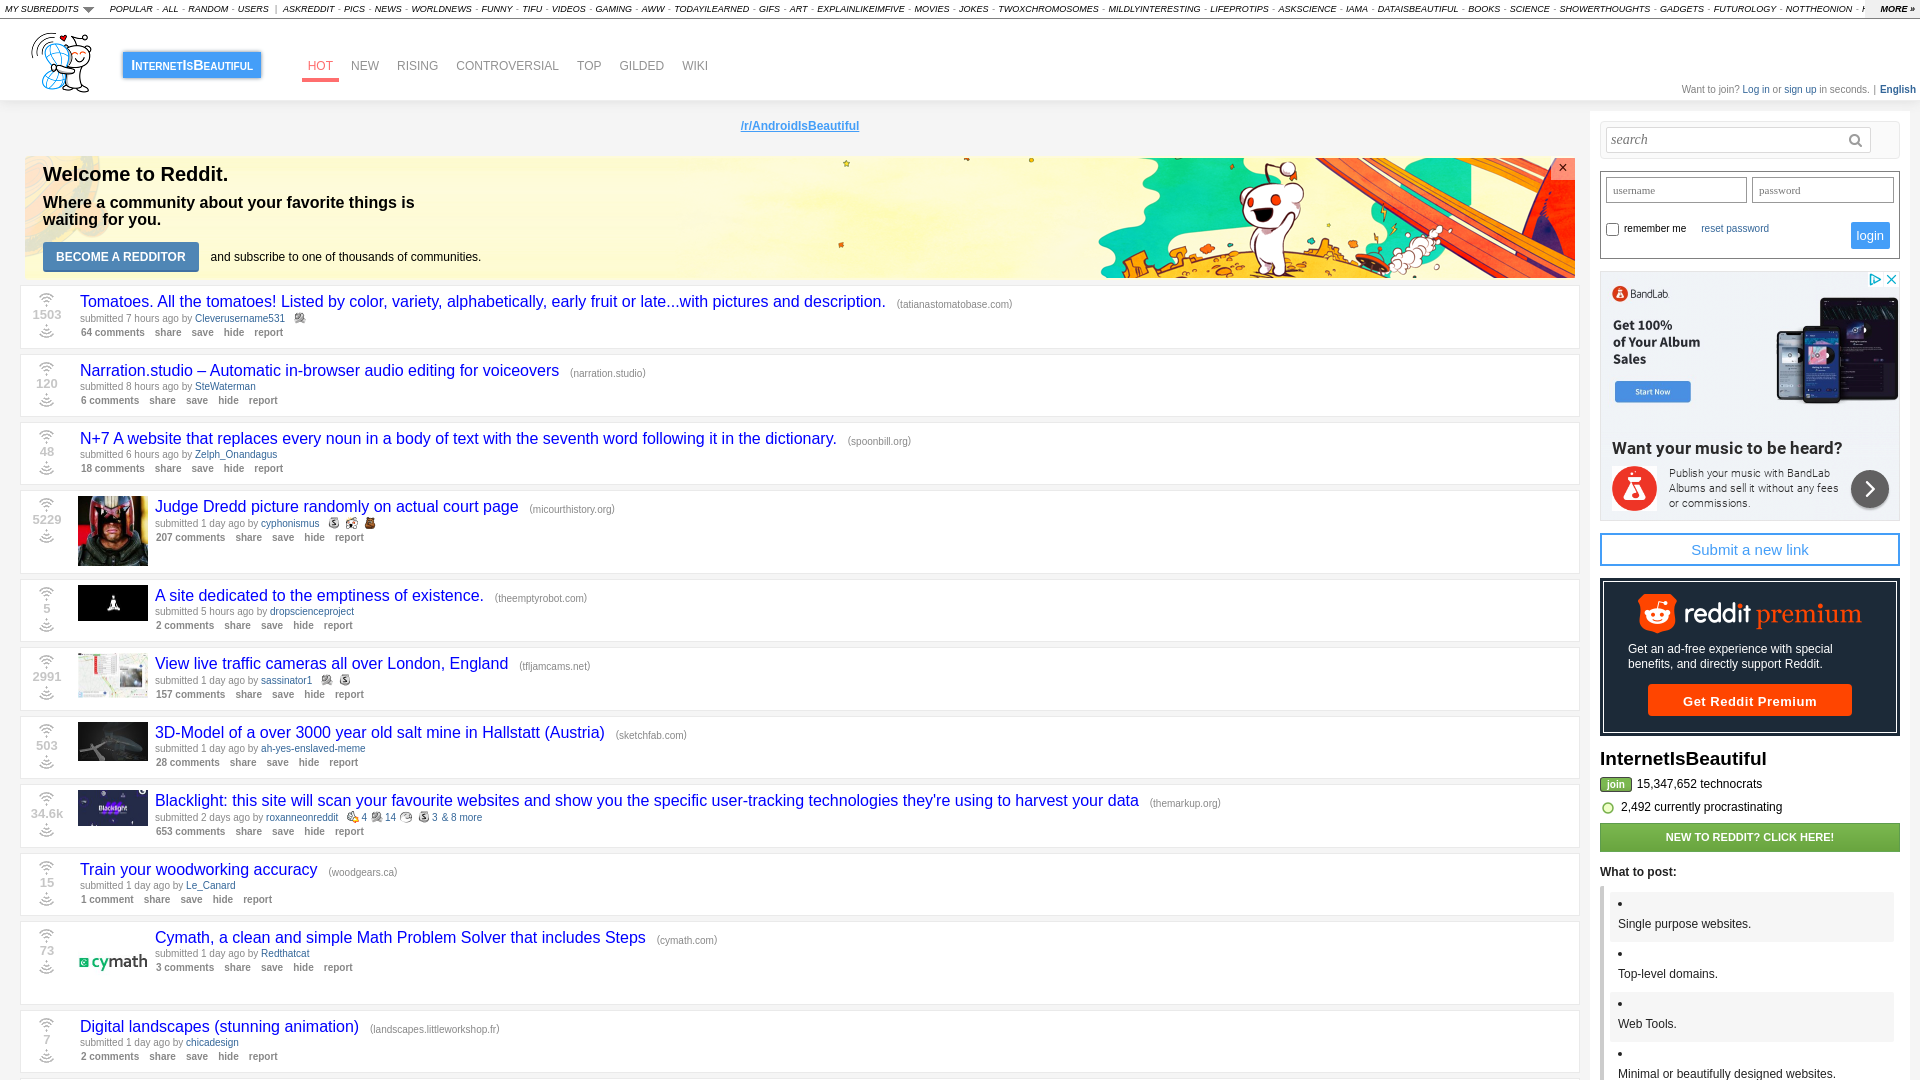 MY SUBREDDITS POPULAR - ALL - RANDOM - USERS | ASKREDDIT - PICS - NEWS - WORLDNEWS - FUNNY - TIFU - VIDEOS - GAMING - AWW - TODAYILEARNED - GIFS - ART - EXPLAINLIKEIMFIVE - MOVIES - JOKES - TWOXCHROMOSOMES - MILDLYINTERESTING - LIFEPROTIPS - ASKSCIENCE - IAMA - DATAISBEAUTIFUL - BOOKS - SCIENCE - SHOWERTHOUGHTS - GADGETS - FUTUROLOGY - NOTTHEONION - MORE »
InternetIsBeautiful HOT NEW RISING CONTROVERSIAL TOP GILDED WIKI
Want to join? Log in or sign up in seconds. | English
/r/AndroidIsBeautiful
Welcome to Reddit.
Where a community about your favorite things is
waiting for you.
BECOME A REDDITOR and subscribe to one of thousands of communities.
×
Tomatoes. All the tomatoes! Listed by color, variety, alphabetically, early fruit or late...with pictures and description. (tatianastomatobase.com)
1503
submitted 7 hours ago by Cleverusername531
64 comments share save hide report
Narration.studio – Automatic in-browser audio editing for voiceovers (narration.studio)
120
submitted 8 hours ago by SteWaterman
6 comments share save hide report
N+7 A website that replaces every noun in a body of text with the seventh word following it in the dictionary. (spoonbill.org)
48
submitted 6 hours ago by Zelph_Onandagus
18 comments share save hide report
Judge Dredd picture randomly on actual court page (micourthistory.org)
5229
submitted 1 day ago by cyphonismus
207 comments share save hide report
A site dedicated to the emptiness of existence. (theemptyrobot.com)
5
submitted 5 hours ago by dropscienceproject
2 comments share save hide report
View live traffic cameras all over London, England (tfljamcams.net)
2991
submitted 1 day ago by sassinator1
157 comments share save hide report
3D-Model of a over 3000 year old salt mine in Hallstatt (Austria) (sketchfab.com)
503
submitted 1 day ago by ah-yes-enslaved-meme
28 comments share save hide report
Blacklight: this site will scan your favourite websites and show you the specific user-tracking technologies they're using to harvest your data (themarkup.org)
34.6k
Blacklight
submitted 2 days ago by roxanneonreddit 4 14 3 & 8 more
653 comments share save hide report
Train your woodworking accuracy (woodgears.ca)
15
submitted 1 day ago by Le_Canard
1 comment share save hide report
Cymath, a clean and simple Math Problem Solver that includes Steps (cymath.com)
73
submitted 1 day ago by Redthatcat
cymath
3 comments share save hide report
Digital landscapes (stunning animation) (landscapes.littleworkshop.fr)
7
submitted 1 day ago by chicadesign
2 comments share save hide report
search
username password
remember me reset password login
BandLab
Get 100%
of Your Album
Sales
Start Now
Want your music to be heard?
Publish your music with BandLab
Albums and sell it without any fees
or commissions.
Submit a new link
reddit premium
Get an ad-free experience with special
benefits, and directly support Reddit.
Get Reddit Premium
InternetIsBeautiful
join 15,347,652 technocrats
2,492 currently procrastinating
NEW TO REDDIT? CLICK HERE!
What to post:
Single purpose websites.
Top-level domains.
Web Tools.
Minimal or beautifully designed websites.